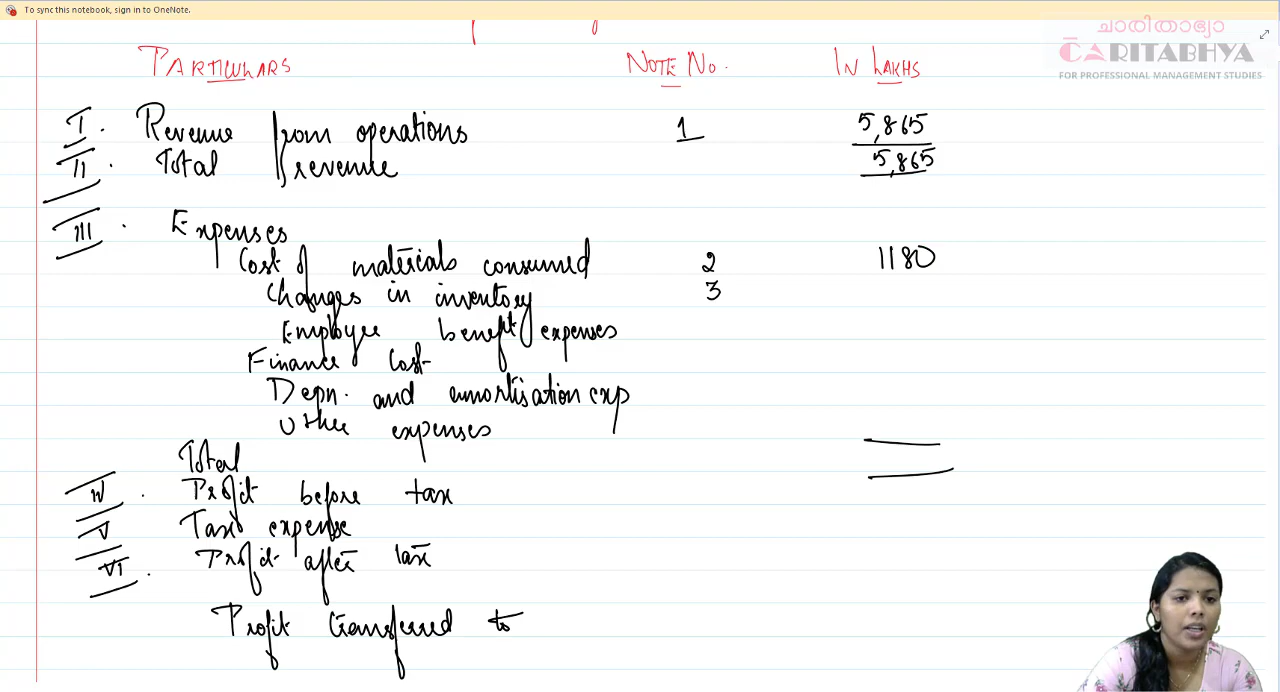 To sync this notebook, sign in to OneNote.
ചാരിതാഭ്യാ
CARITABHYA
FOR PROFESSIONAL MANAGEMENT STUDIES
PARTICULARS NOTE NO. IN LAKHS
I. Revenue from operations 1 5,865
II. Total revenue 5,865
III. Expenses
Cost of materials consumed 2 1180
Changes in inventory 3
Employee benefit expenses
Finance Cost
Depn. and amortisation exp
Other expenses
Total
IV. Profit before tax
V Tax expense
VI. Profit after tax
Profit transferred to